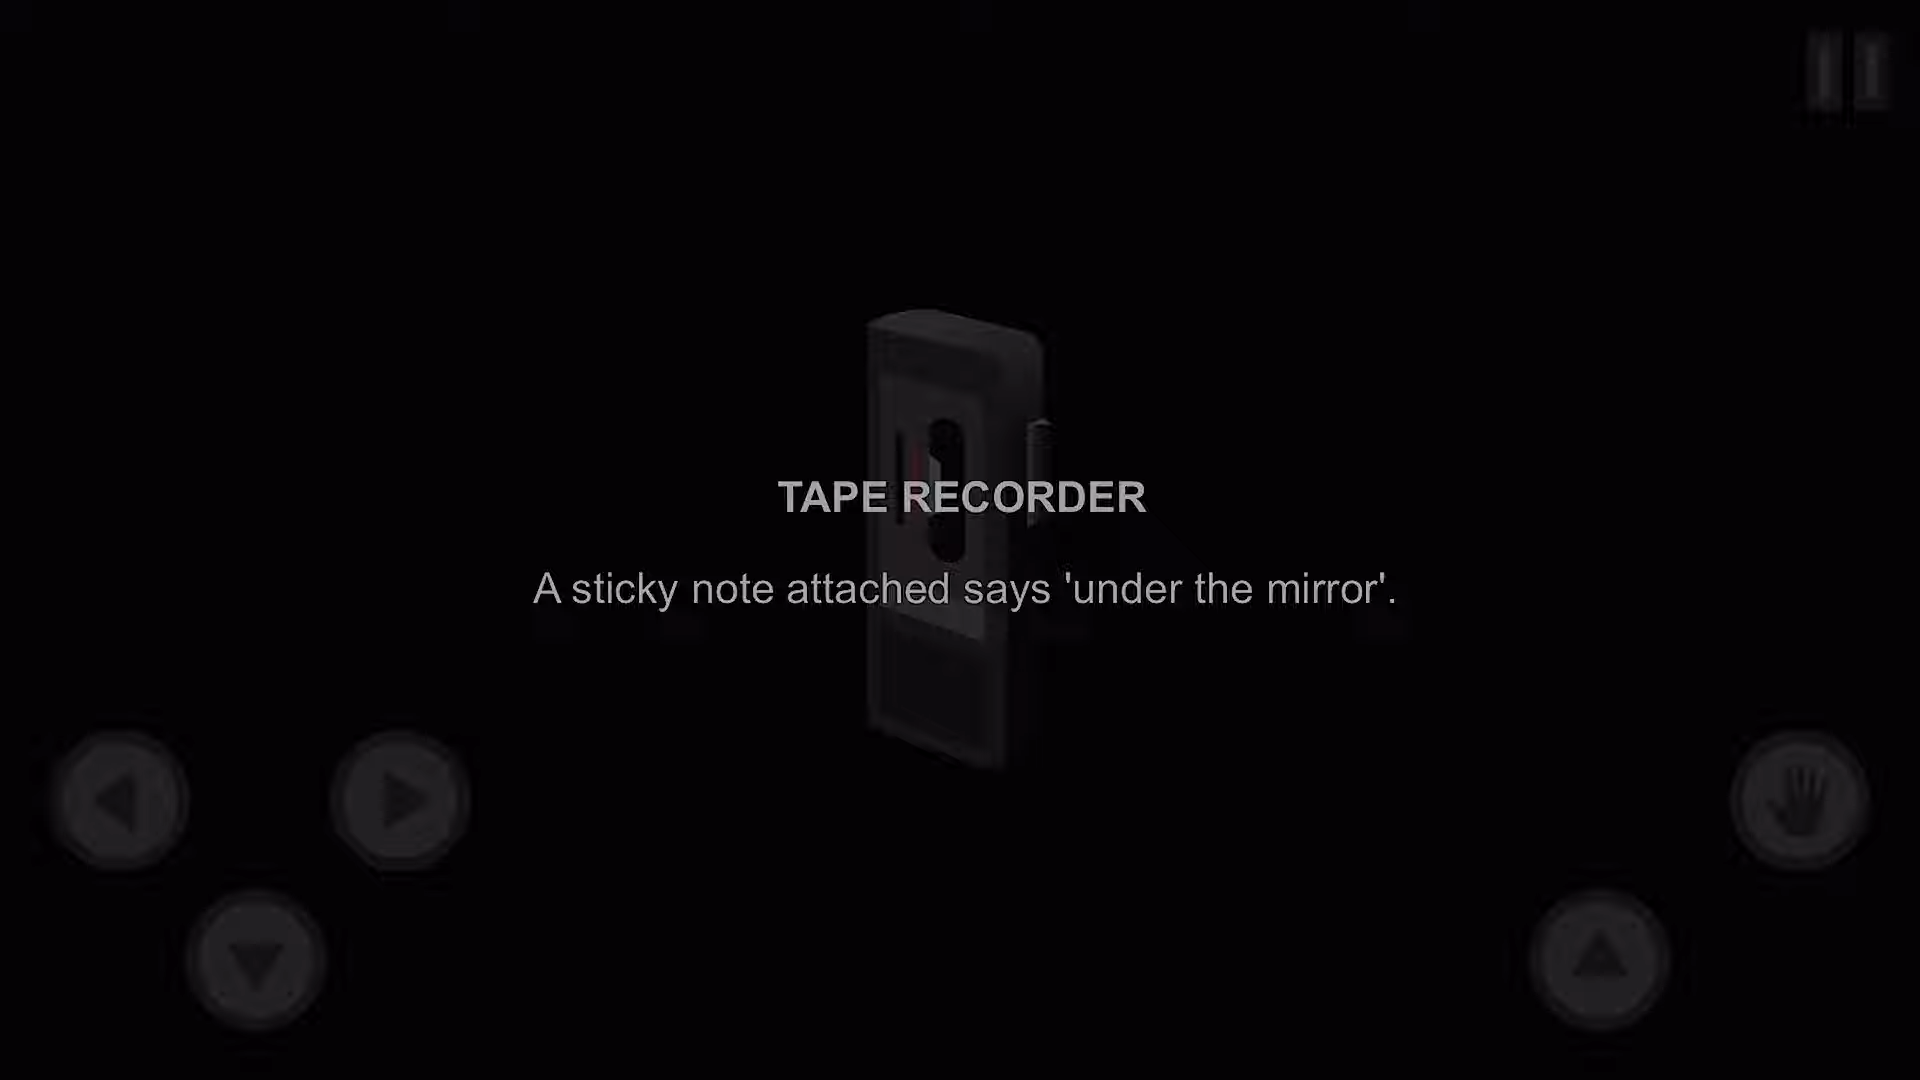 TAPE RECORDER
A sticky note attached says 'under the mirror'.